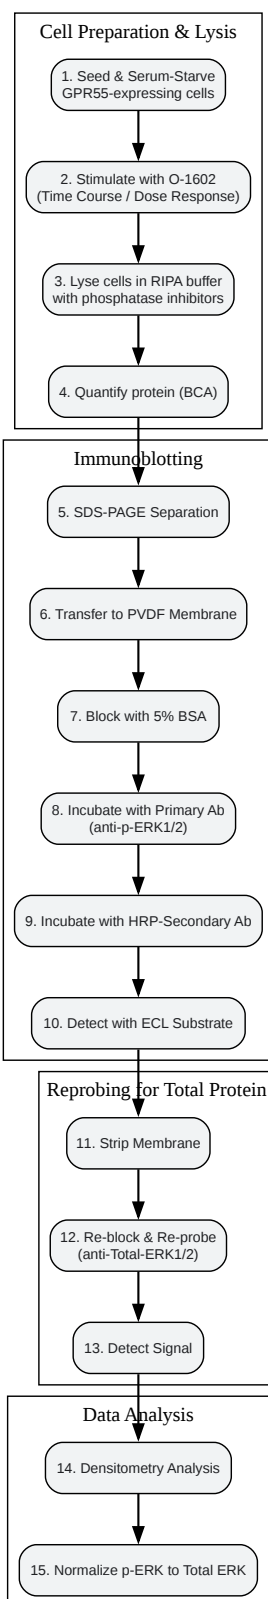 Cell Preparation & Lysis
1. Seed & Serum-Starve
GPR55-expressing cells
2. Stimulate with O-1602
(Time Course / Dose Response)
3. Lyse cells in RIPA buffer
with phosphatase inhibitors
4. Quantify protein (BCA)
Immunoblotting
5. SDS-PAGE Separation
6. Transfer to PVDF Membrane
7. Block with 5% BSA
8. Incubate with Primary Ab
(anti-p-ERK1/2)
9. Incubate with HRP-Secondary Ab
10. Detect with ECL Substrate
Reprobing for Total Protein
11. Strip Membrane
12. Re-block & Re-probe
(anti-Total-ERK1/2)
13. Detect Signal
Data Analysis
14. Densitometry Analysis
15. Normalize p-ERK to Total ERK